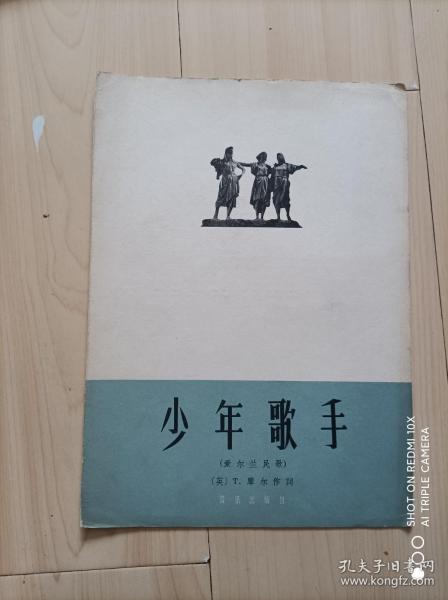 少年歌手
(爱尔兰民歌)
(英) T. 摩尔作词
音乐出版社
SHOT ON REDMI 10X
AI TRIPLE CAMERA
孔夫子旧书网
www.kongfz.com